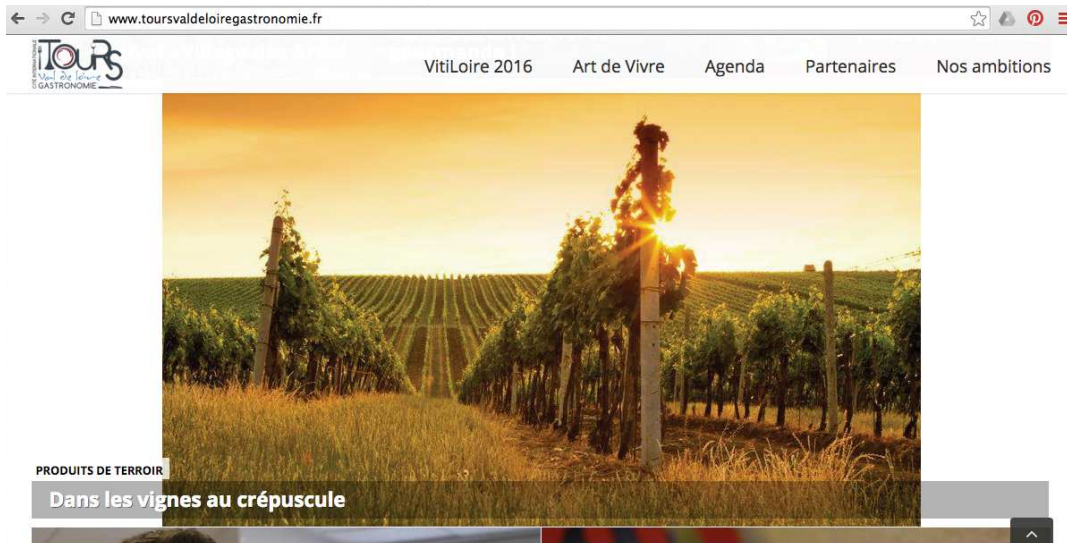 www.toursvaldeloiregastronomie.fr
TOURS
Val de Loire
GASTRONOMIE
VitiLoire 2016
Art de Vivre
Agenda
Partenaires
Nos ambitions
PRODUITS DE TERROIR
Dans les vignes au crépuscule